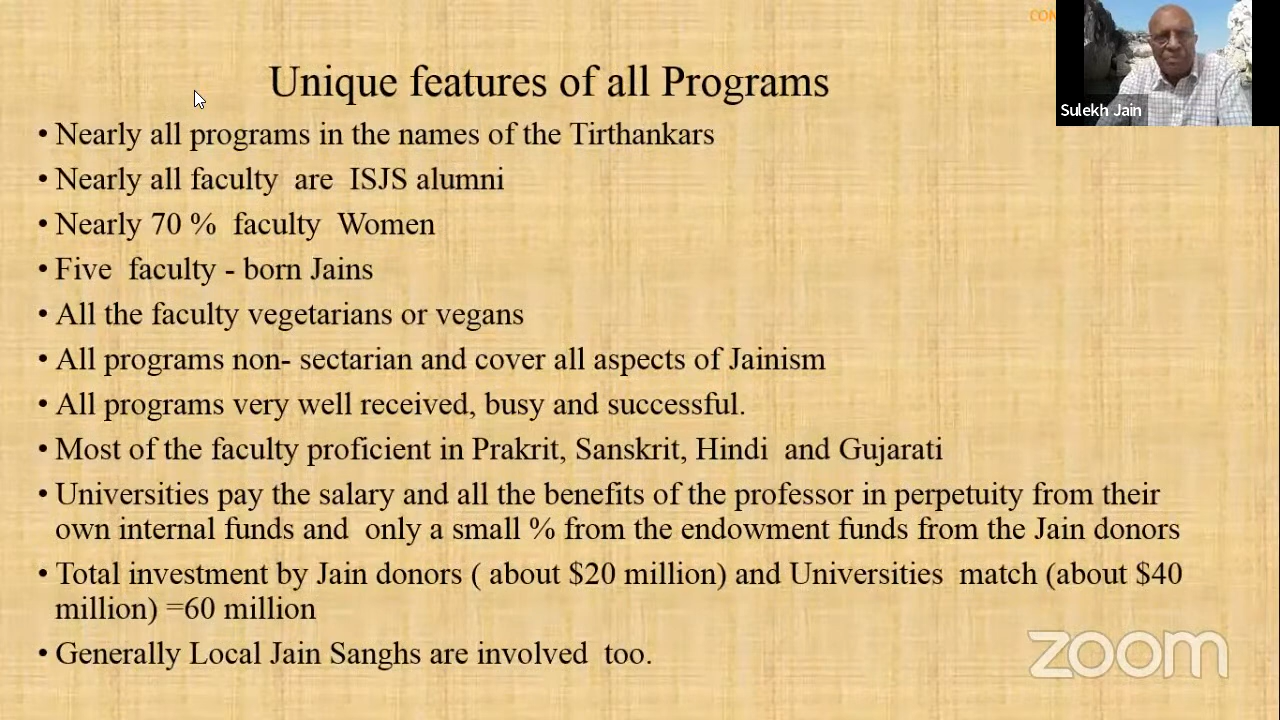 Unique features of all Programs
Sulekh Jain
• Nearly all programs in the names of the Tirthankars
• Nearly all faculty are ISJS alumni
• Nearly 70 % faculty Women
• Five faculty - born Jains
• All the faculty vegetarians or vegans
• All programs non- sectarian and cover all aspects of Jainism
• All programs very well received, busy and successful.
• Most of the faculty proficient in Prakrit, Sanskrit, Hindi and Gujarati
• Universities pay the salary and all the benefits of the professor in perpetuity from their
own internal funds and only a small % from the endowment funds from the Jain donors
• Total investment by Jain donors ( about $20 million) and Universities match (about $40
million) =60 million
• Generally Local Jain Sanghs are involved too.
zoom